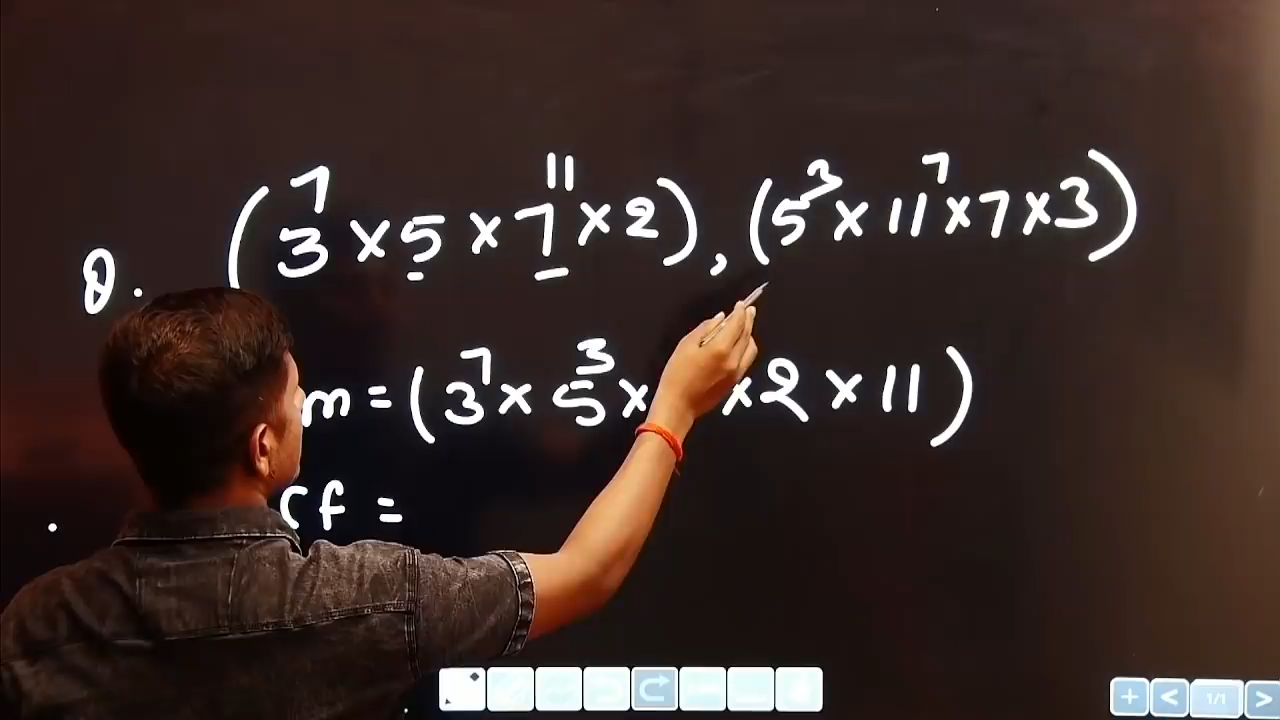 Q. (3⁷ × 5 × 7¹¹ × 2), (5³ × 11⁷ × 7 × 3)
m = (3⁷ × 5³ × × 2 × 11)
Cf =
1/1